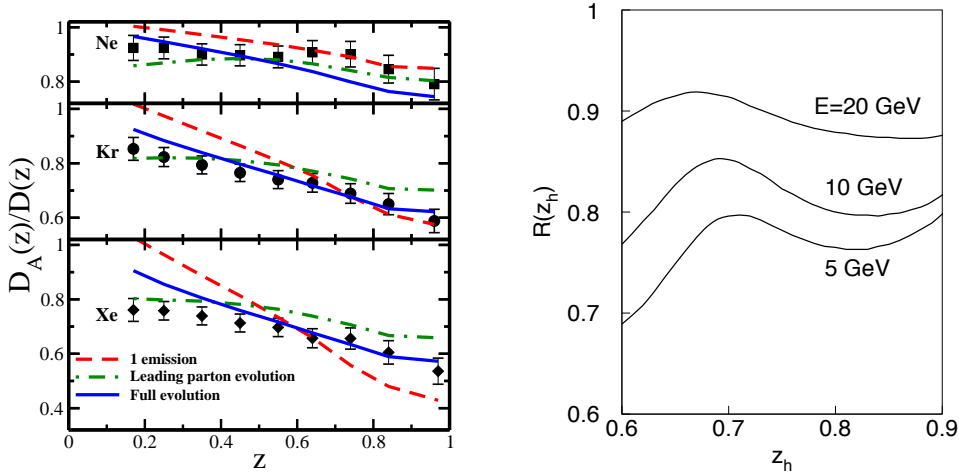 1
Ne
0.8
1
Kr
0.8
0.6
D_A(z)/D(z)
1
0.8
Xe
0.6
0.4
1 emission
Leading parton evolution
Full evolution
0 0.2 0.4 0.6 0.8 1
z
1
0.9
0.8
0.7
0.6
R(z_h)
E=20 GeV
10 GeV
5 GeV
0.6 0.7 0.8 0.9
z_h